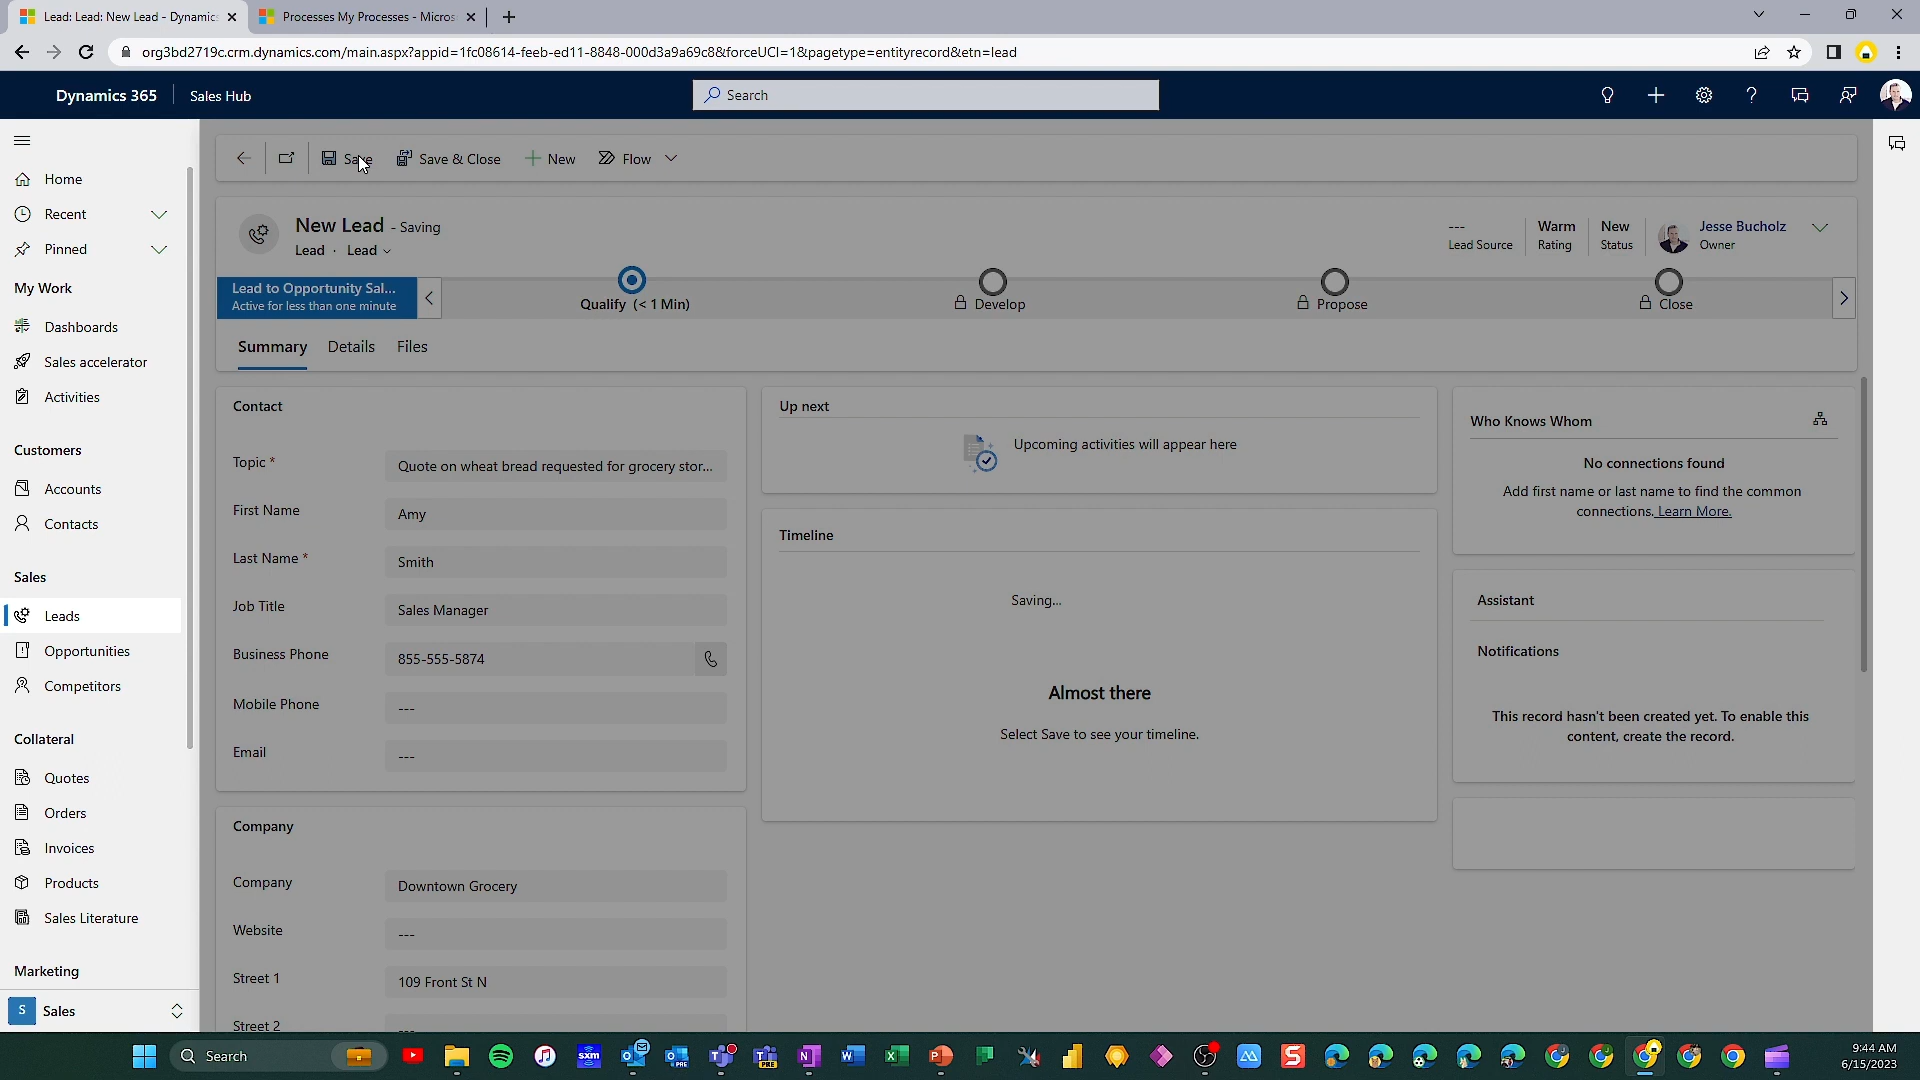 Lead: Lead: New Lead - Dynamics
Processes My Processes - Micros
org3bd2719c.crm.dynamics.com/main.aspx?appid=1fc08614-feeb-ed11-8848-000d3a9a69c8&forceUCI=1&pagetype=entityrecord&etn=lead
Dynamics 365
Sales Hub
Search
Home
Recent
Pinned
My Work
Dashboards
Sales accelerator
Activities
Customers
Accounts
Contacts
Sales
Leads
Opportunities
Competitors
Collateral
Quotes
Orders
Invoices
Products
Sales Literature
Marketing
S Sales
Save
Save & Close
New
Flow
New Lead - Saving
Lead · Lead
---
Lead Source
Warm
Rating
New
Status
Jesse Bucholz
Owner
Lead to Opportunity Sal...
Active for less than one minute
Qualify (< 1 Min)
Develop
Propose
Close
Summary
Details
Files
Contact
Topic *
Quote on wheat bread requested for grocery stor...
First Name
Amy
Last Name *
Smith
Job Title
Sales Manager
Business Phone
855-555-5874
Mobile Phone
---
Email
---
Company
Company
Downtown Grocery
Website
---
Street 1
109 Front St N
Street 2
---
Up next
Upcoming activities will appear here
Timeline
Saving...
Almost there
Select Save to see your timeline.
Who Knows Whom
No connections found
Add first name or last name to find the common
connections. Learn More.
Assistant
Notifications
This record hasn't been created yet. To enable this
content, create the record.
Search
sxm
PRE
PRE
9:44 AM
6/15/2023